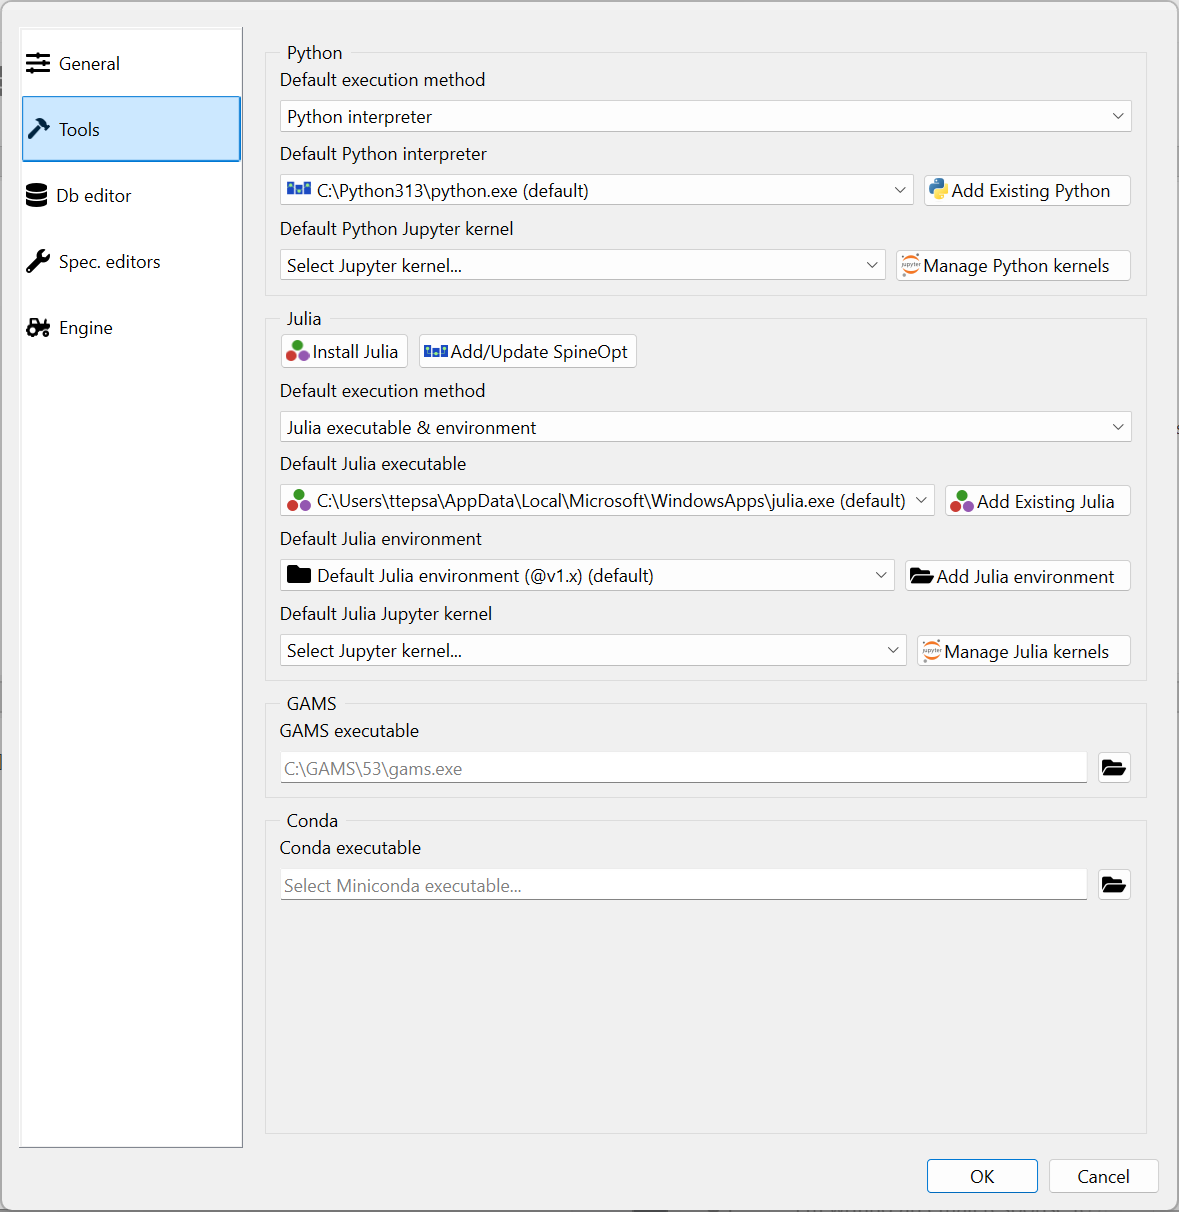 General
Tools
Db editor
Spec. editors
Engine
Python
Default execution method
Python interpreter
Default Python interpreter
C:\Python313\python.exe (default)
Add Existing Python
Default Python Jupyter kernel
Select Jupyter kernel...
Manage Python kernels
Julia
Install Julia
Add/Update SpineOpt
Default execution method
Julia executable & environment
Default Julia executable
C:\Users\ttepsa\AppData\Local\Microsoft\WindowsApps\julia.exe (default)
Add Existing Julia
Default Julia environment
Default Julia environment (@v1.x) (default)
Add Julia environment
Default Julia Jupyter kernel
Select Jupyter kernel...
Manage Julia kernels
GAMS
GAMS executable
C:\GAMS\53\gams.exe
Conda
Conda executable
Select Miniconda executable...
OK
Cancel